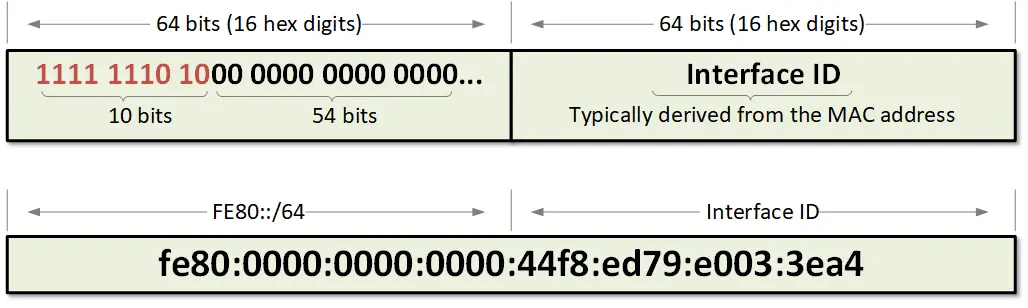 64 bits (16 hex digits) 64 bits (16 hex digits)
1111 1110 1000 0000 0000 0000... Interface ID
10 bits 54 bits Typically derived from the MAC address
FE80::/64 Interface ID
fe80:0000:0000:0000:44f8:ed79:e003:3ea4